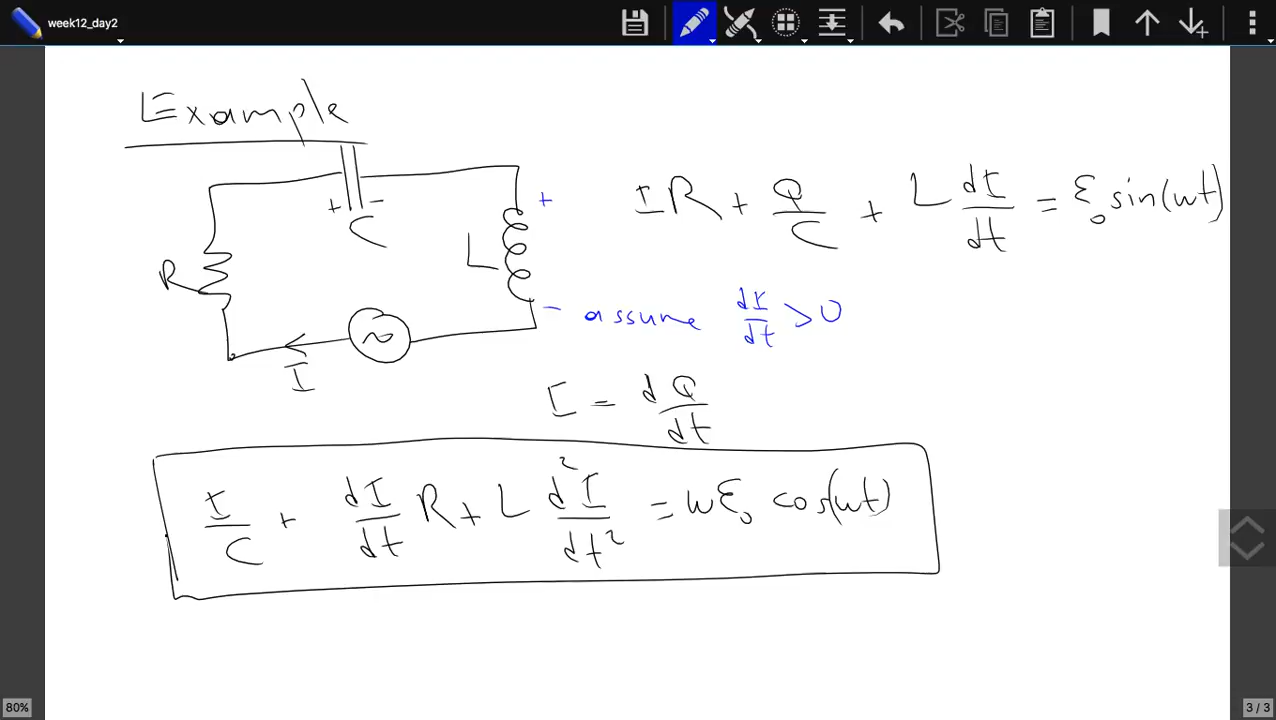 week12_day2
Example
+ -
C
R
L
+
-
I
IR + Q/C + L dI/dt = ε₀ sin(ωt)
assume dI/dt > 0
I = dQ/dt
I/C + dI/dt R + L d²I/dt² = ωε₀ cos(ωt)
80%
3 / 3